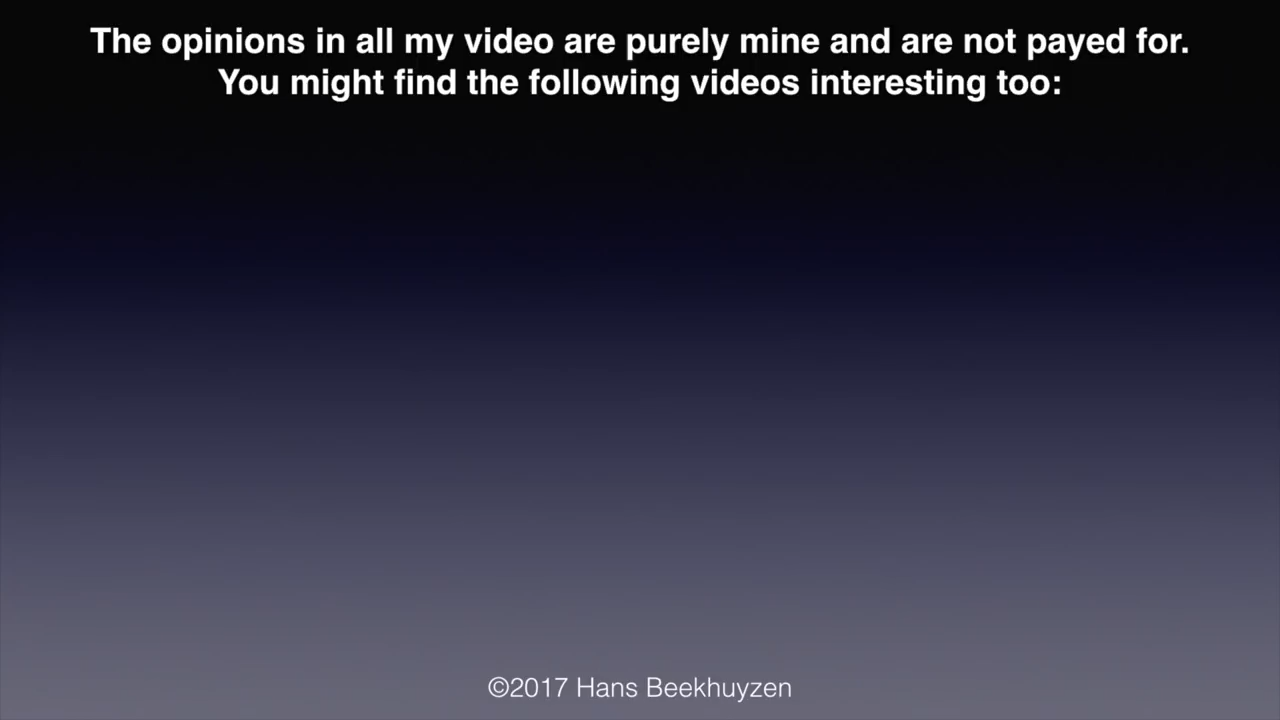 The opinions in all my video are purely mine and are not payed for.
You might find the following videos interesting too:
©2017 Hans Beekhuyzen